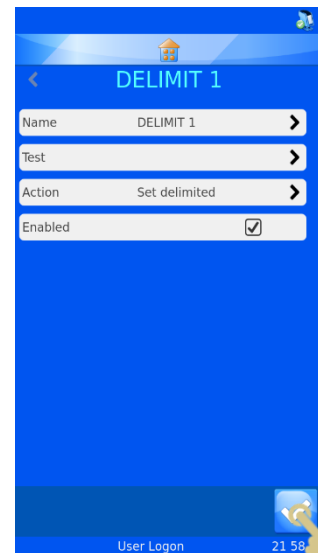 DELIMIT 1
Name DELIMIT 1
Test
Action Set delimited
Enabled
User Logon 21 58